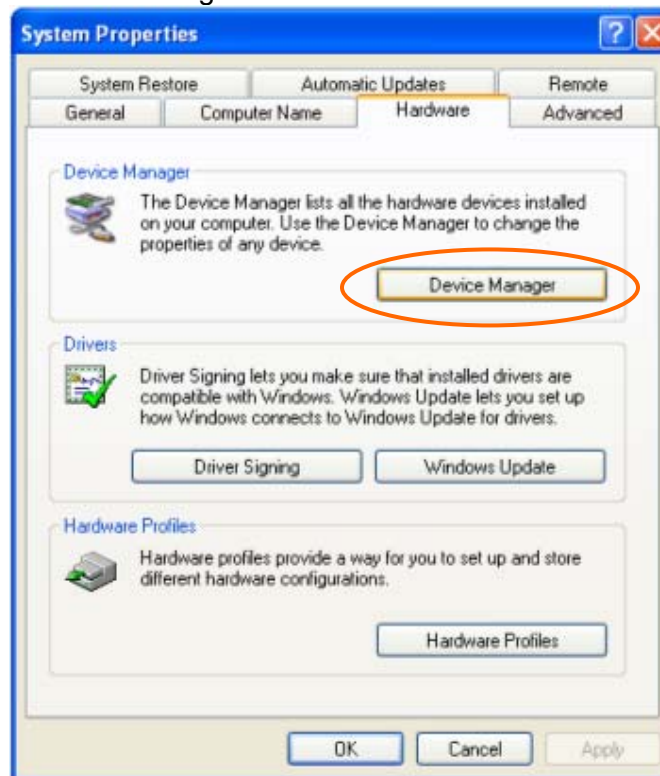 System Properties
System Restore Automatic Updates Remote
General Computer Name Hardware Advanced
Device Manager
The Device Manager lists all the hardware devices installed
on your computer. Use the Device Manager to change the
properties of any device.
Device Manager
Drivers
Driver Signing lets you make sure that installed drivers are
compatible with Windows. Windows Update lets you set up
how Windows connects to Windows Update for drivers.
Driver Signing Windows Update
Hardware Profiles
Hardware profiles provide a way for you to set up and store
different hardware configurations.
Hardware Profiles
OK Cancel Apply